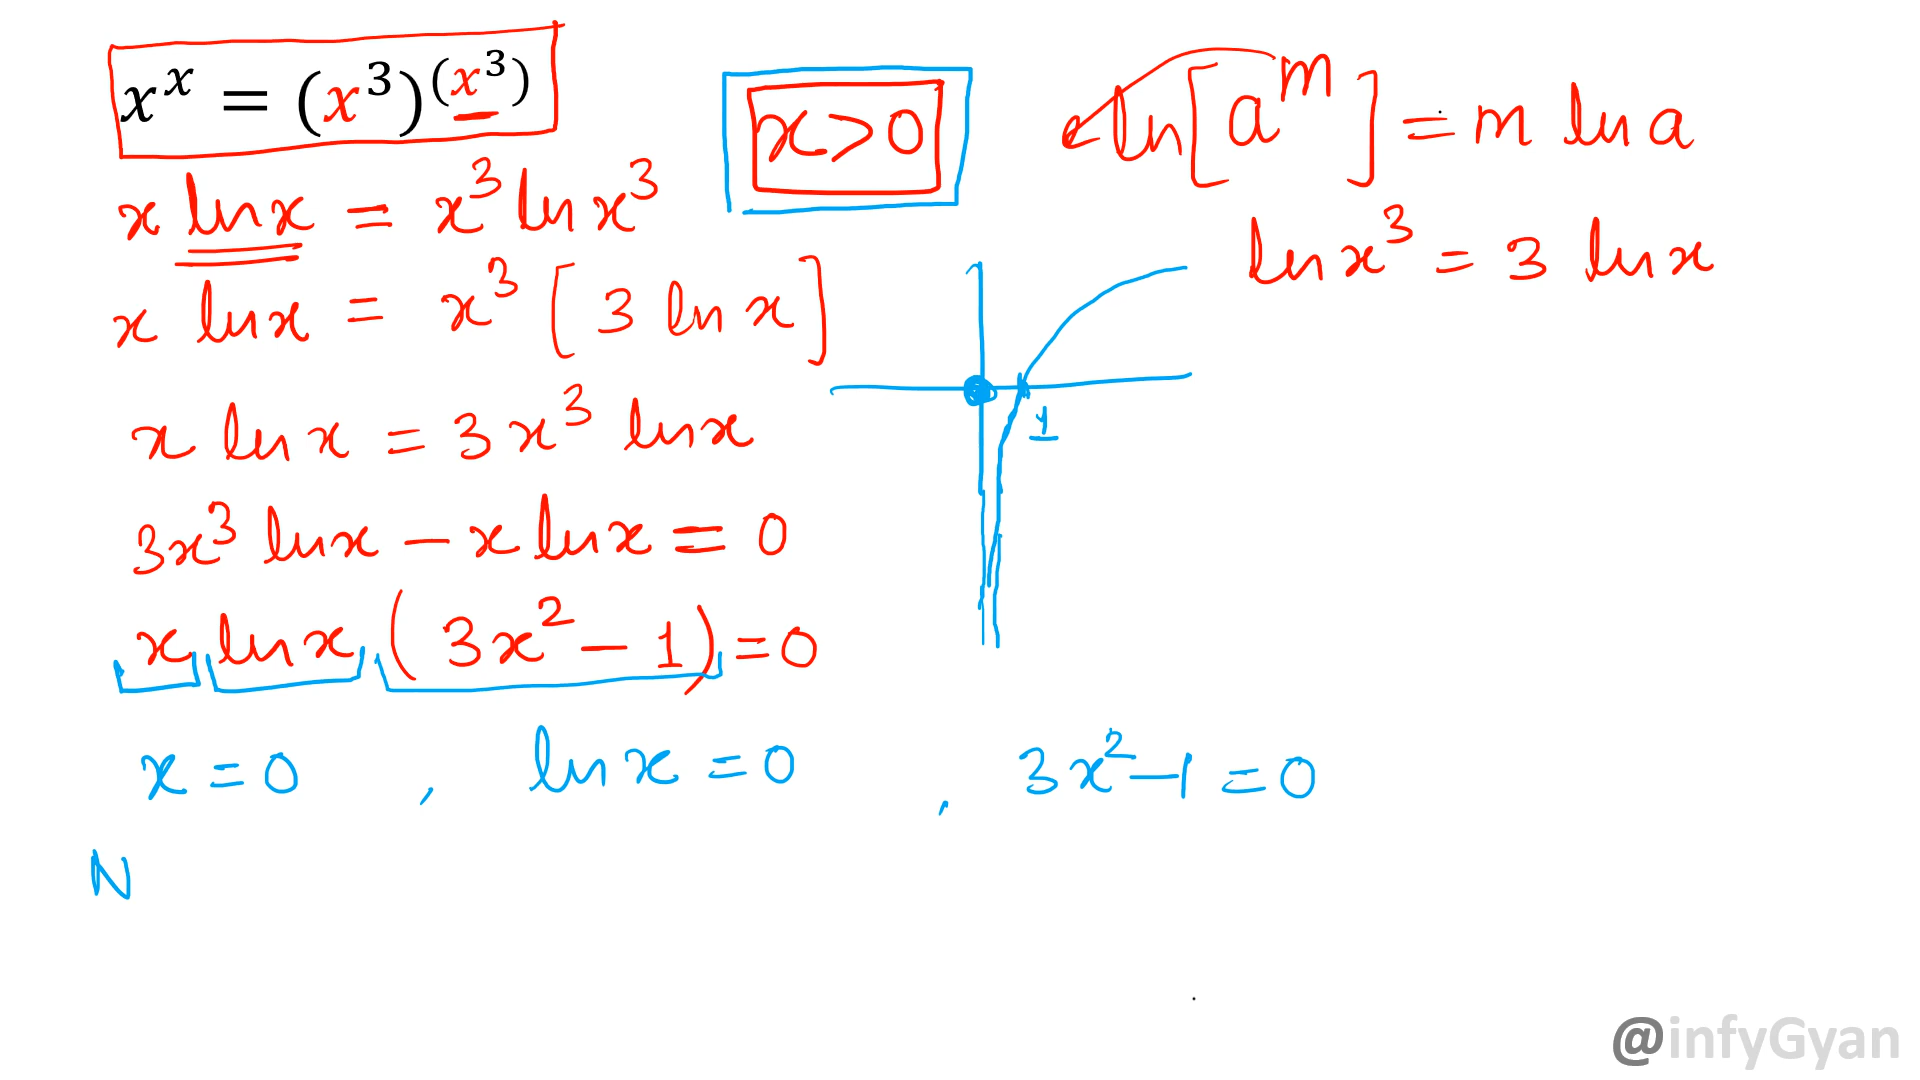 x^x = (x^3)^(x^3)
x ln x = x^3 ln x^3
x ln x = x^3 [3 ln x]
x ln x = 3x^3 ln x
3x^3 ln x − x ln x = 0
x ln x (3x^2 − 1) = 0
x = 0 , ln x = 0 , 3x^2 − 1 = 0
N
x > 0
ln[a^m] = m ln a
ln x^3 = 3 ln x
1
@infyGyan